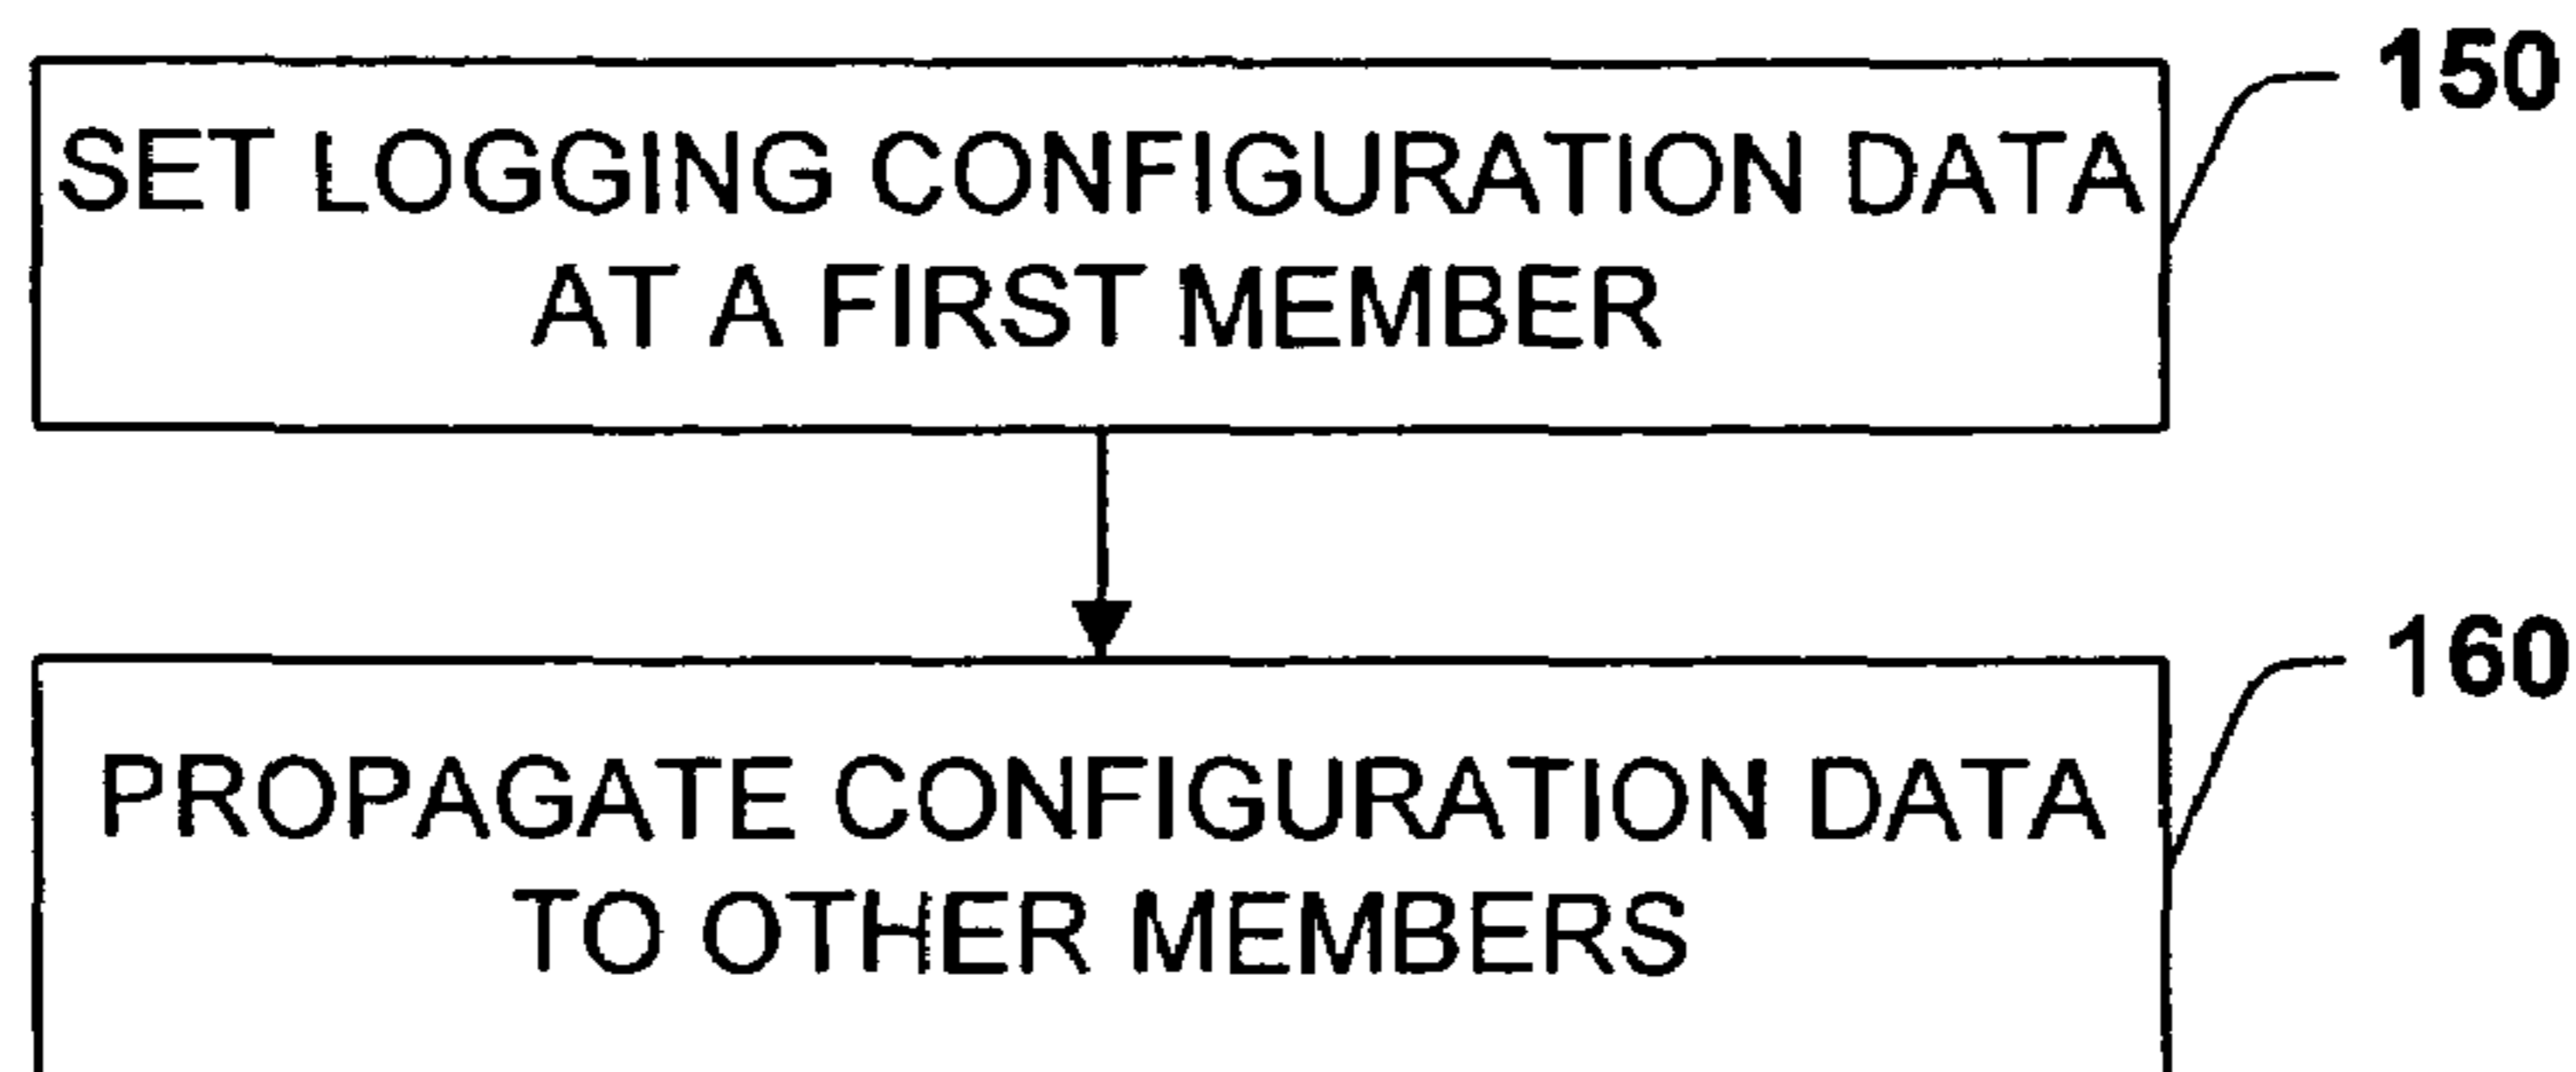 150
SET LOGGING CONFIGURATION DATA
AT A FIRST MEMBER
160
PROPAGATE CONFIGURATION DATA
TO OTHER MEMBERS